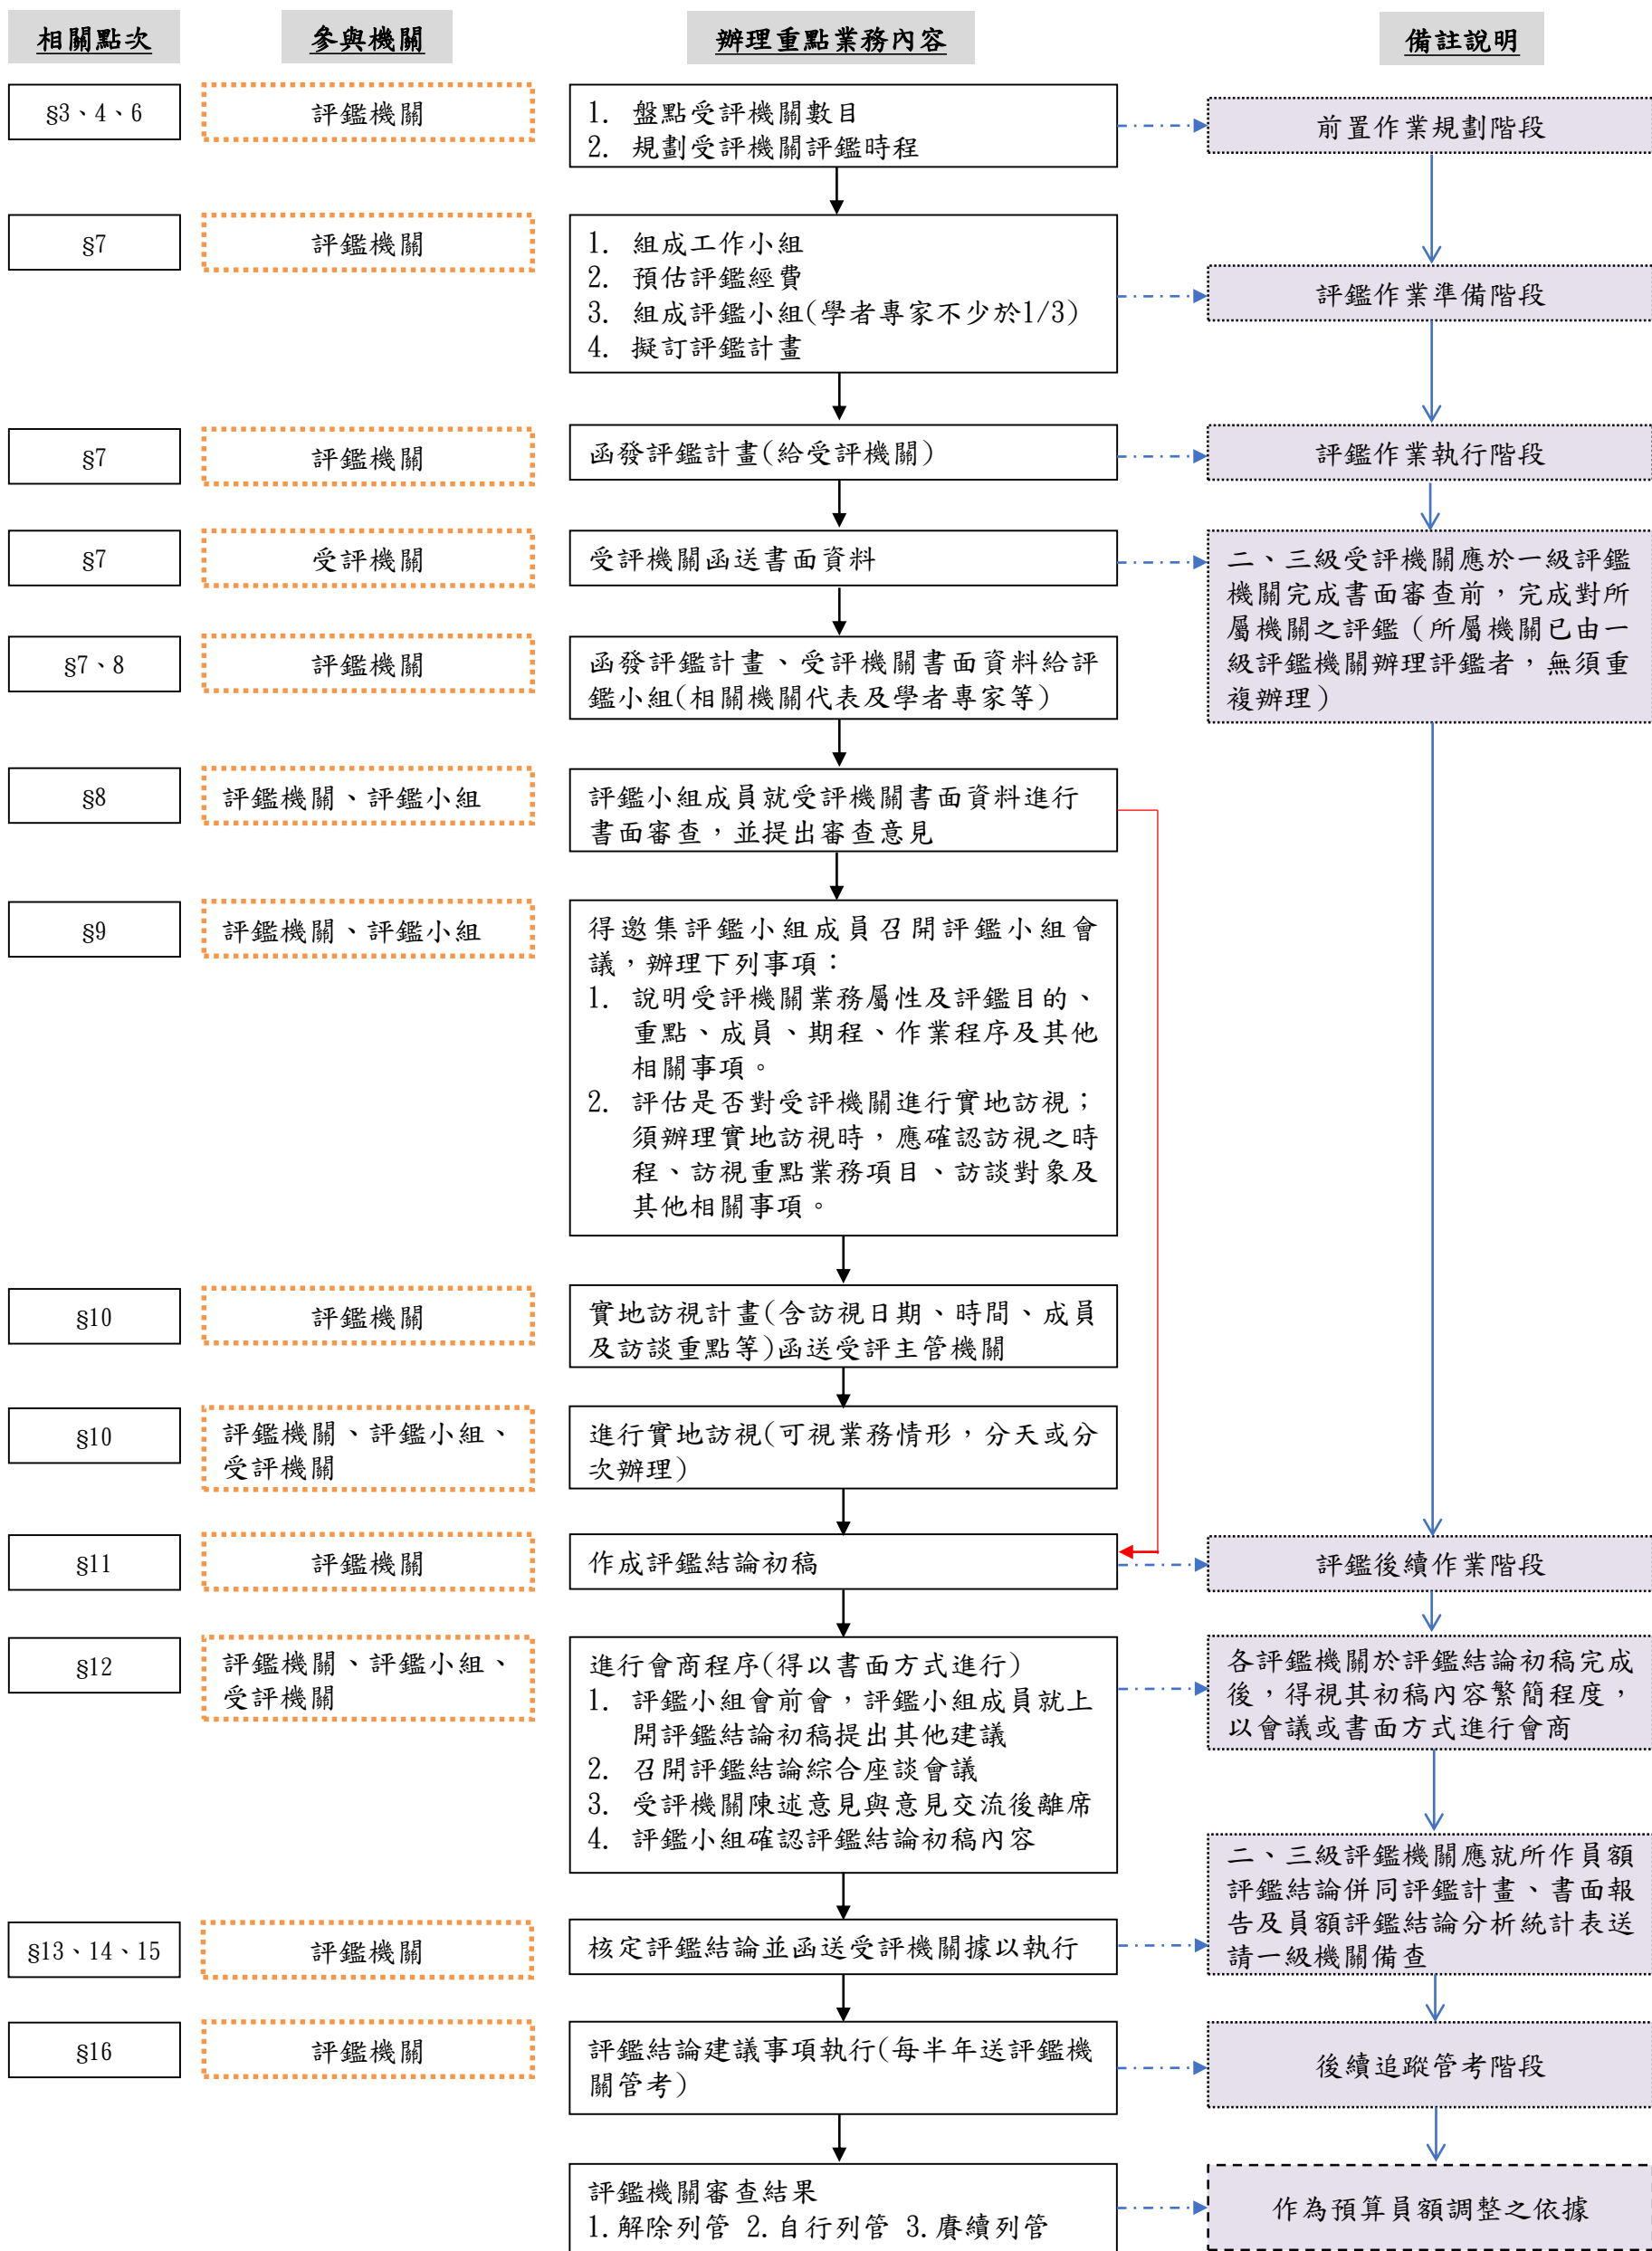 相關點次
參與機關
辦理重點業務內容
備註說明
§3、4、6
評鑑機關
1. 盤點受評機關數目
2. 規劃受評機關評鑑時程
前置作業規劃階段
§7
評鑑機關
1. 組成工作小組
2. 預估評鑑經費
3. 組成評鑑小組(學者專家不少於1/3)
4. 擬訂評鑑計畫
評鑑作業準備階段
§7
評鑑機關
函發評鑑計畫(給受評機關)
評鑑作業執行階段
§7
受評機關
受評機關函送書面資料
二、三級受評機關應於一級評鑑
機關完成書面審查前，完成對所
屬機關之評鑑（所屬機關已由一
級評鑑機關辦理評鑑者，無須重
複辦理）
§7、8
評鑑機關
函發評鑑計畫、受評機關書面資料給評
鑑小組(相關機關代表及學者專家等)
§8
評鑑機關、評鑑小組
評鑑小組成員就受評機關書面資料進行
書面審查，並提出審查意見
§9
評鑑機關、評鑑小組
得邀集評鑑小組成員召開評鑑小組會
議，辦理下列事項：
1. 說明受評機關業務屬性及評鑑目的、
重點、成員、期程、作業程序及其他
相關事項。
2. 評估是否對受評機關進行實地訪視；
須辦理實地訪視時，應確認訪視之時
程、訪視重點業務項目、訪談對象及
其他相關事項。
§10
評鑑機關
實地訪視計畫(含訪視日期、時間、成員
及訪談重點等)函送受評主管機關
§10
評鑑機關、評鑑小組、
受評機關
進行實地訪視(可視業務情形，分天或分
次辦理)
§11
評鑑機關
作成評鑑結論初稿
評鑑後續作業階段
§12
評鑑機關、評鑑小組、
受評機關
進行會商程序(得以書面方式進行)
1. 評鑑小組會前會，評鑑小組成員就上
開評鑑結論初稿提出其他建議
2. 召開評鑑結論綜合座談會議
3. 受評機關陳述意見與意見交流後離席
4. 評鑑小組確認評鑑結論初稿內容
各評鑑機關於評鑑結論初稿完成
後，得視其初稿內容繁簡程度，
以會議或書面方式進行會商
二、三級評鑑機關應就所作員額
評鑑結論併同評鑑計畫、書面報
告及員額評鑑結論分析統計表送
請一級機關備查
§13、14、15
評鑑機關
核定評鑑結論並函送受評機關據以執行
§16
評鑑機關
評鑑結論建議事項執行(每半年送評鑑機
關管考)
後續追蹤管考階段
評鑑機關審查結果
1.解除列管 2.自行列管 3.賡續列管
作為預算員額調整之依據